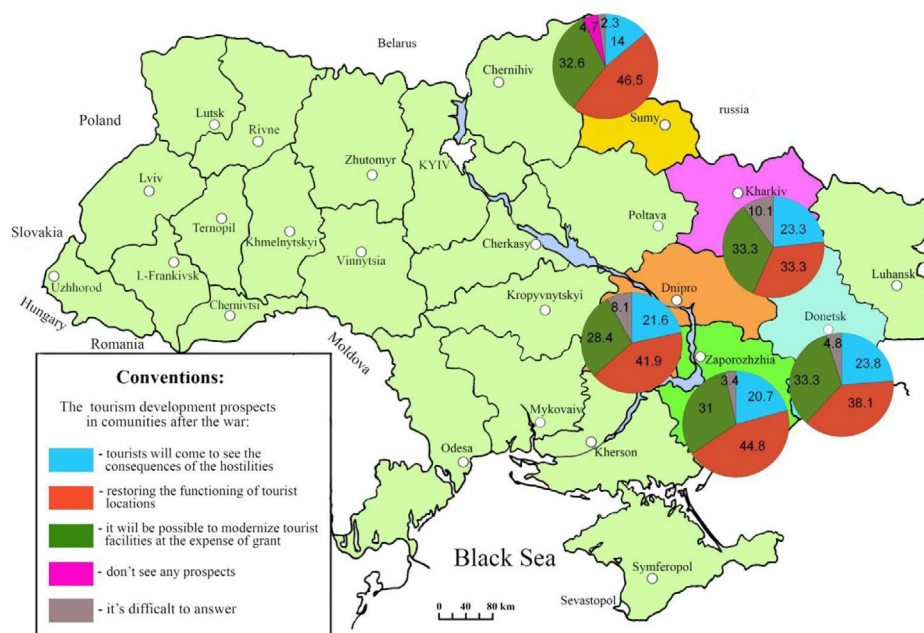 Belarus
4.7
2.3
14
32.6
46.5
Chernihiv
russia
Poland
Lutsk
Rivne
Sumy
Zhutomyr
KYIV
Lviv
Kharkiv
10.1
23.3
33.3
33.3
Ternopil
Khmelnytskyi
Poltava
Slovakia
Cherkasy
I.-Frankivsk
Vinnytsia
Luhansk
Uzhhorod
Dnipro
Chernivtsi
Kropyvnytskyi
8.1
21.6
28.4
41.9
Donetsk
4.8
23.8
33.3
38.1
Hungary
Romania
Moldova
Zaporozhzhia
3.4
20.7
31
44.8
Mykovaiv
Kherson
Odesa
Conventions:
The tourism development prospects
in comunities after the war:
- tourists will come to see the
consequences of the hostilities
- restoring the functioning of tourist
locations
- it will be possible to modernize tourist
facilities at the expense of grant
- don't see any prospects
- it's difficult to answer
Black Sea
Symferopol
Sevastopol
80 0 80 km